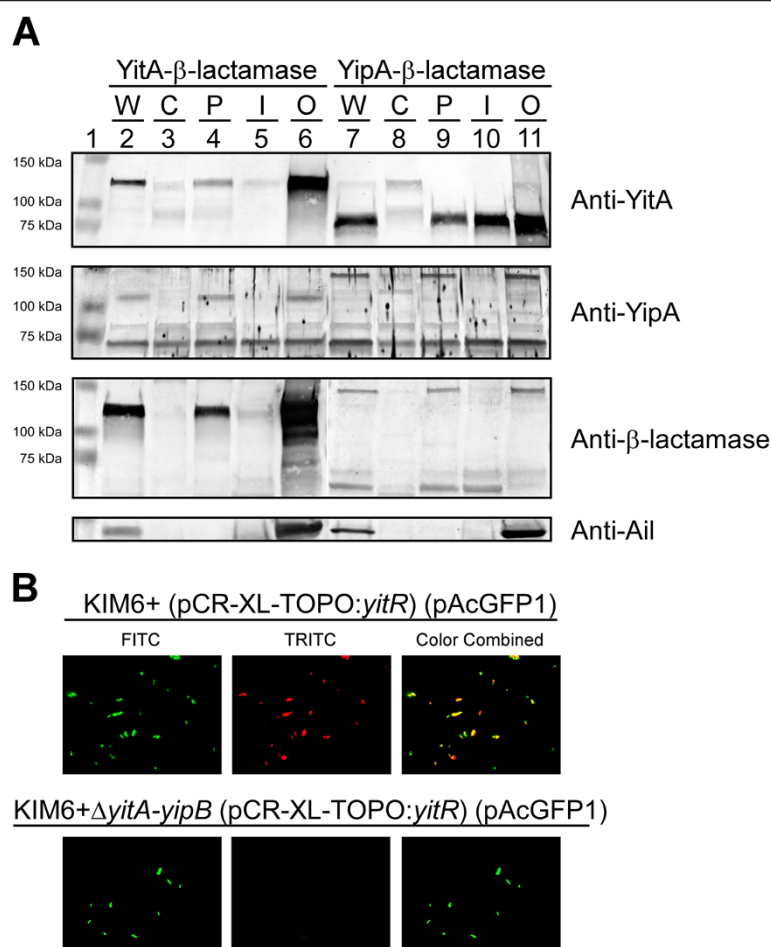 A
YitA-β-lactamase YipA-β-lactamase
W C P I O W C P I O
1 2 3 4 5 6 7 8 9 10 11
150 kDa
100 kDa
75 kDa
Anti-YitA
150 kDa
100 kDa
75 kDa
Anti-YipA
150 kDa
100 kDa
75 kDa
Anti-β-lactamase
Anti-Ail
B
KIM6+ (pCR-XL-TOPO:yitR) (pAcGFP1)
FITC TRITC Color Combined
KIM6+ΔyitA-yipB (pCR-XL-TOPO:yitR) (pAcGFP1)